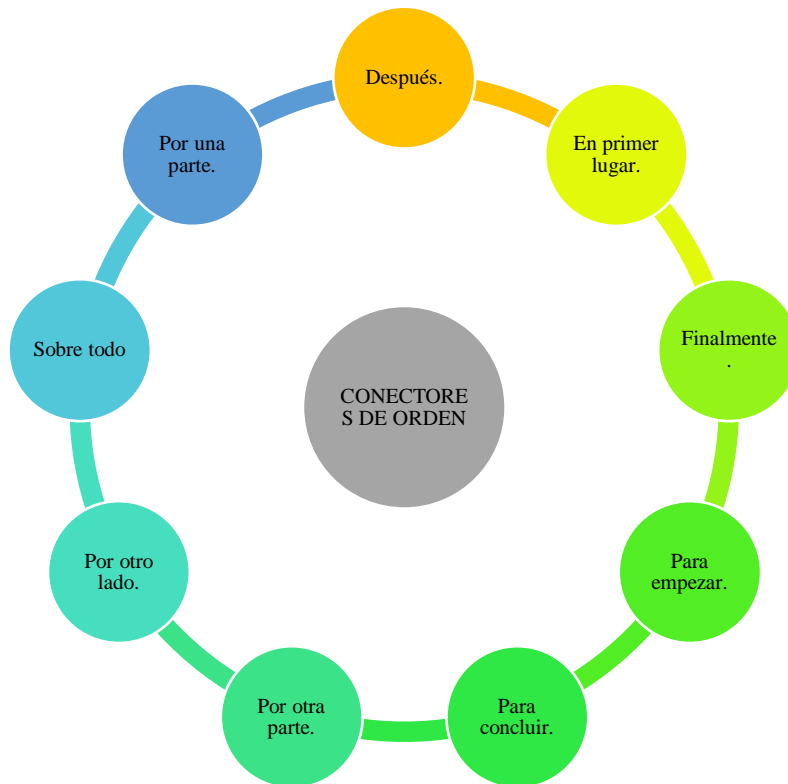 Después.
En primer
lugar.
Finalmente
.
Para
empezar.
Para
concluir.
Por otra
parte.
Por otro
lado.
Sobre todo
Por una
parte.
CONECTORE
S DE ORDEN